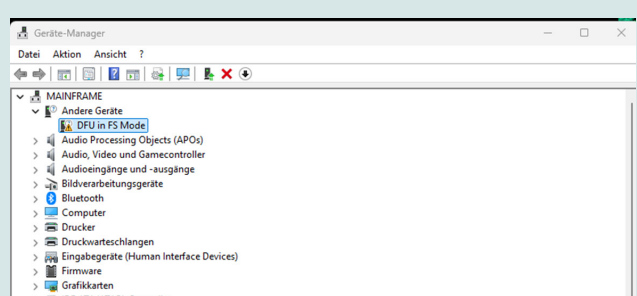 Geräte-Manager
Datei Aktion Ansicht ?
MAINFRAME
Andere Geräte
DFU in FS Mode
Audio Processing Objects (APOs)
Audio, Video und Gamecontroller
Audioeingänge und -ausgänge
Bildverarbeitungsgeräte
Bluetooth
Computer
Drucker
Druckwarteschlangen
Eingabegeräte (Human Interface Devices)
Firmware
Grafikkarten